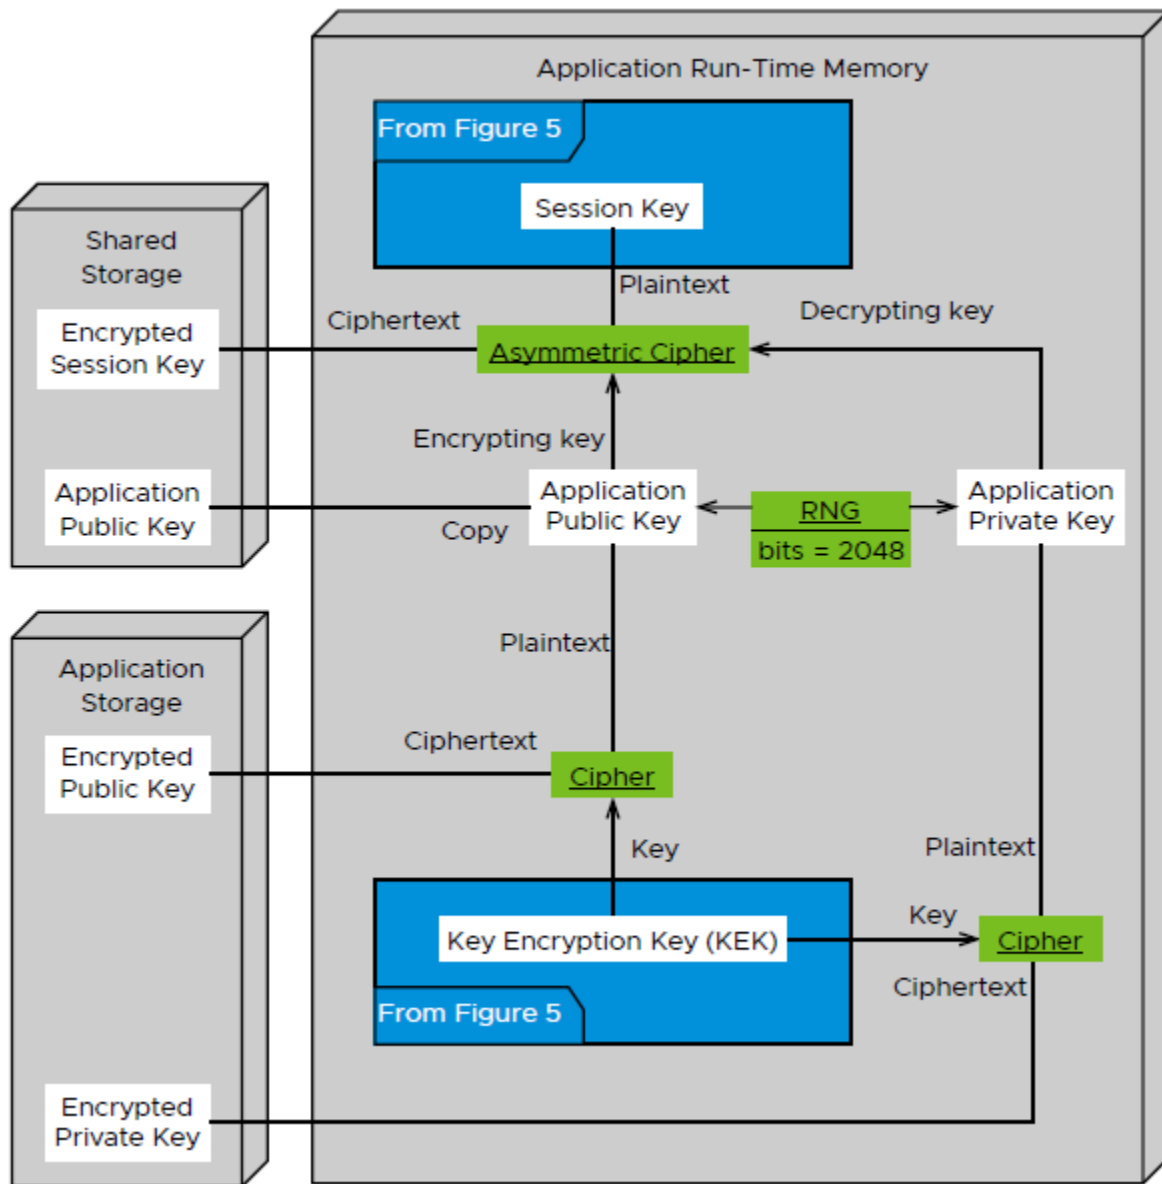 Application Run-Time Memory
From Figure 5
Session Key
Shared
Storage
Plaintext
Decrypting key
Ciphertext
Encrypted
Session Key
Asymmetric Cipher
Encrypting key
Application
Public Key
Copy
Application
Public Key
RNG
bits = 2048
Application
Private Key
Plaintext
Application
Storage
Ciphertext
Encrypted
Public Key
Cipher
Key
Plaintext
Key Encryption Key (KEK)
Key
Cipher
Ciphertext
From Figure 5
Encrypted
Private Key